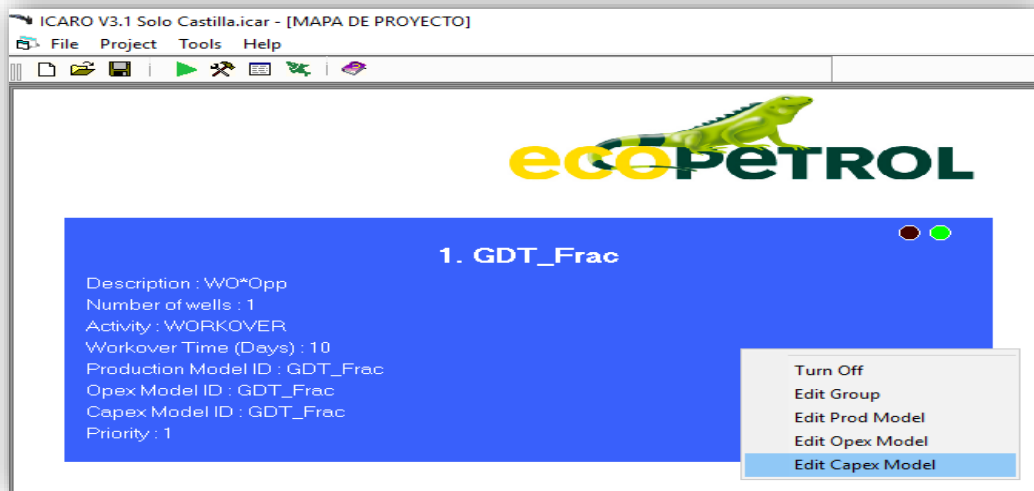 ICARO V3.1 Solo Castilla.icar - [MAPA DE PROYECTO]
File Project Tools Help
ecopetrol
1. GDT_Frac
Description : WO*Opp
Number of wells : 1
Activity : WORKOVER
Workover Time (Days) : 10
Production Model ID : GDT_Frac
Opex Model ID : GDT_Frac
Capex Model ID : GDT_Frac
Priority : 1
Turn Off
Edit Group
Edit Prod Model
Edit Opex Model
Edit Capex Model